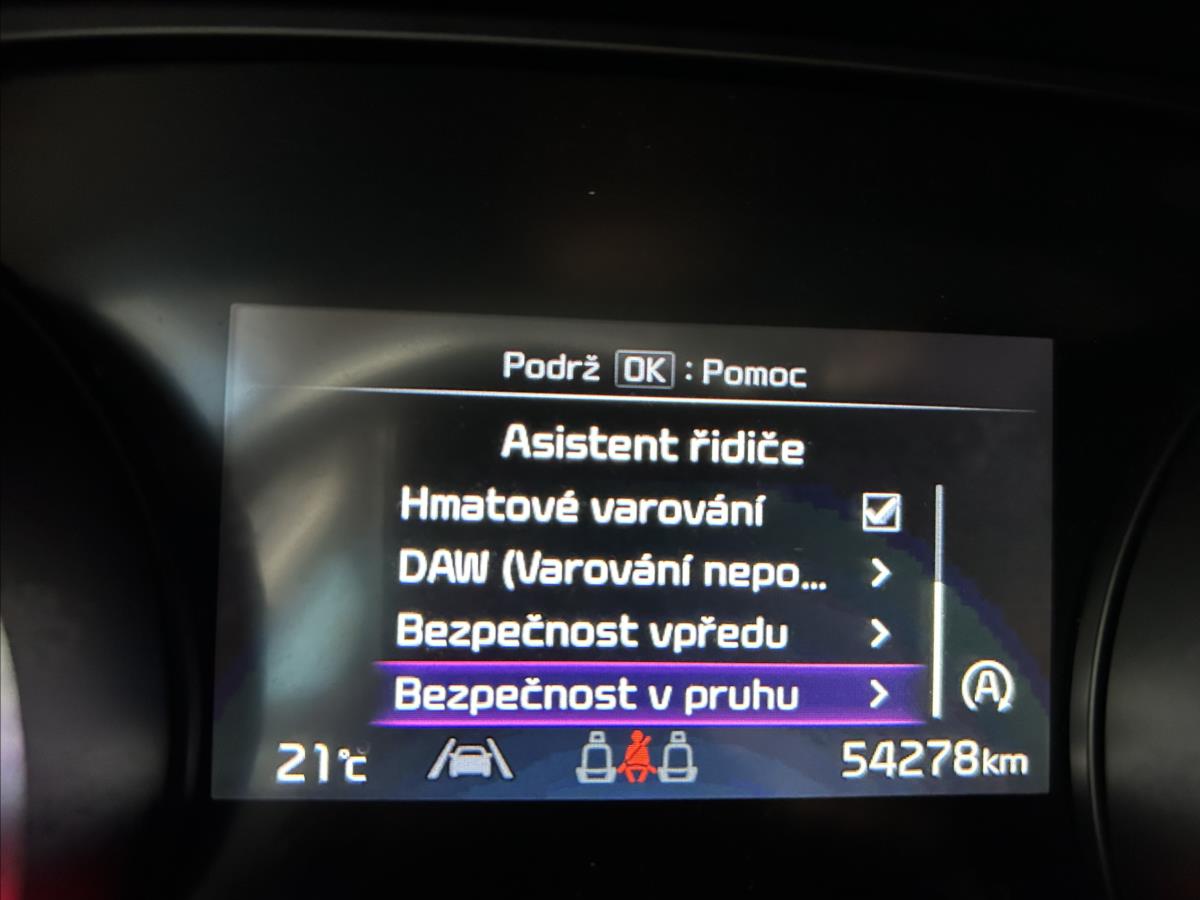 Podrž OK : Pomoc
Asistent řidiče
Hmatové varování
DAW (Varování nepo...
Bezpečnost vpředu
Bezpečnost v pruhu
A
21°C
54278km